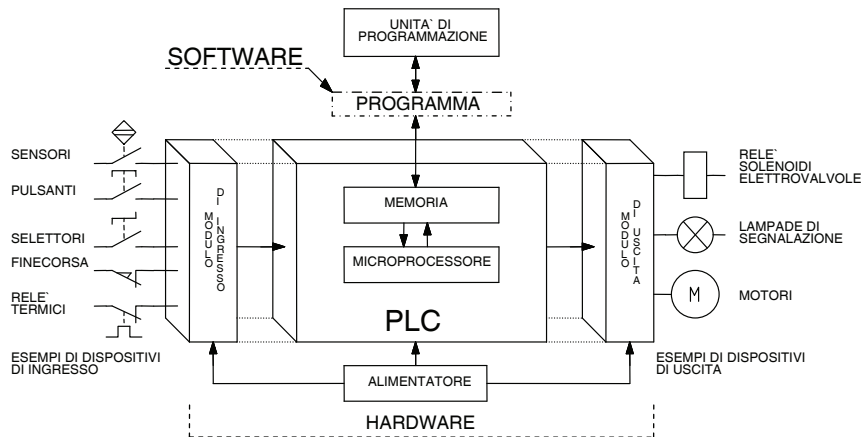 UNITA` DI
PROGRAMMAZIONE
SOFTWARE
PROGRAMMA
SENSORI
PULSANTI
SELETTORI
FINECORSA
RELE`
TERMICI
ESEMPI DI DISPOSITIVI
DI INGRESSO
MODULO
DI INGRESSO
MEMORIA
MICROPROCESSORE
PLC
ALIMENTATORE
HARDWARE
MODULO
DI USCITA
RELE`
SOLENOIDI
ELETTROVALVOLE
LAMPADE DI
SEGNALAZIONE
M
MOTORI
ESEMPI DI DISPOSITIVI
DI USCITA